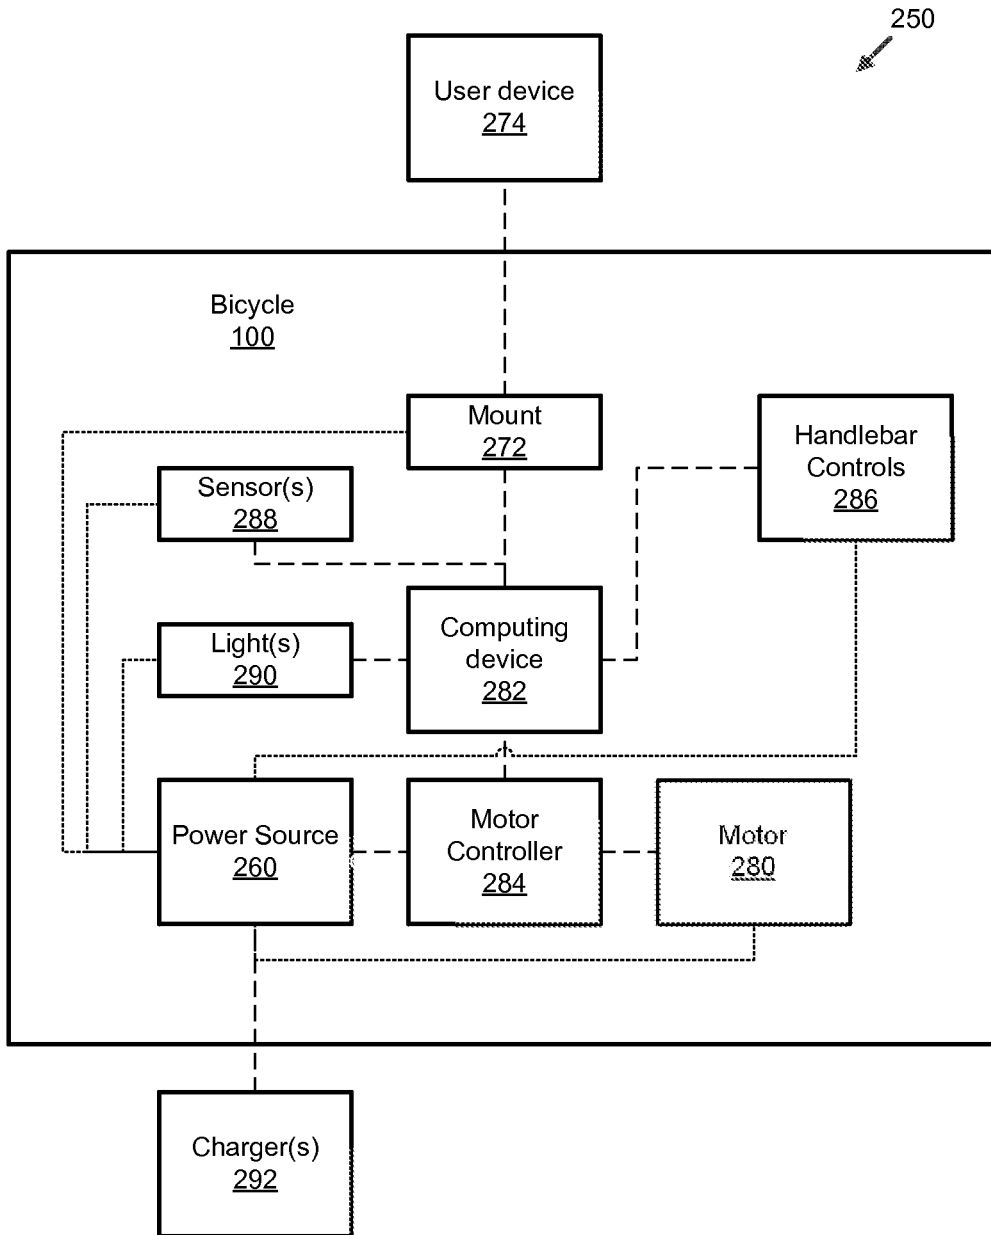 250
User device
274
Bicycle
100
Mount
272
Handlebar
Controls
286
Sensor(s)
288
Computing
device
282
Light(s)
290
Power Source
260
Motor
Controller
284
Motor
280
Charger(s)
292